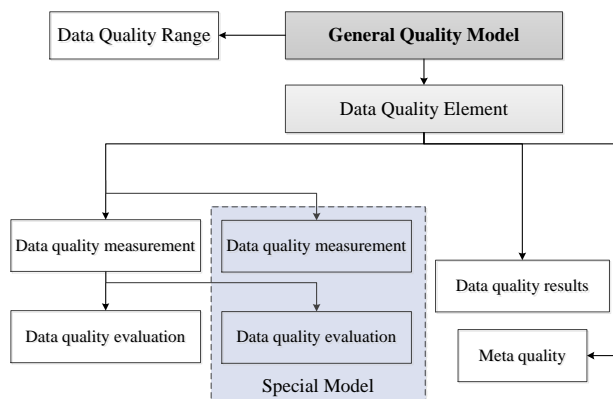 Data Quality Range
General Quality Model
Data Quality Element
Data quality measurement
Data quality measurement
Data quality results
Data quality evaluation
Data quality evaluation
Meta quality
Special Model